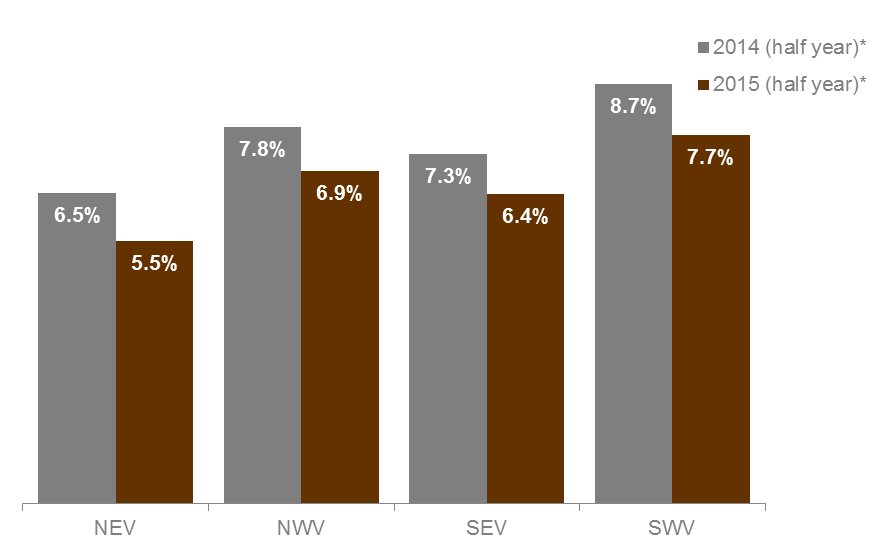 2014 (half year)*
2015 (half year)*
8.7%
7.8%
7.7%
7.3%
6.9%
6.5%
6.4%
5.5%
NEV NWV SEV SWV